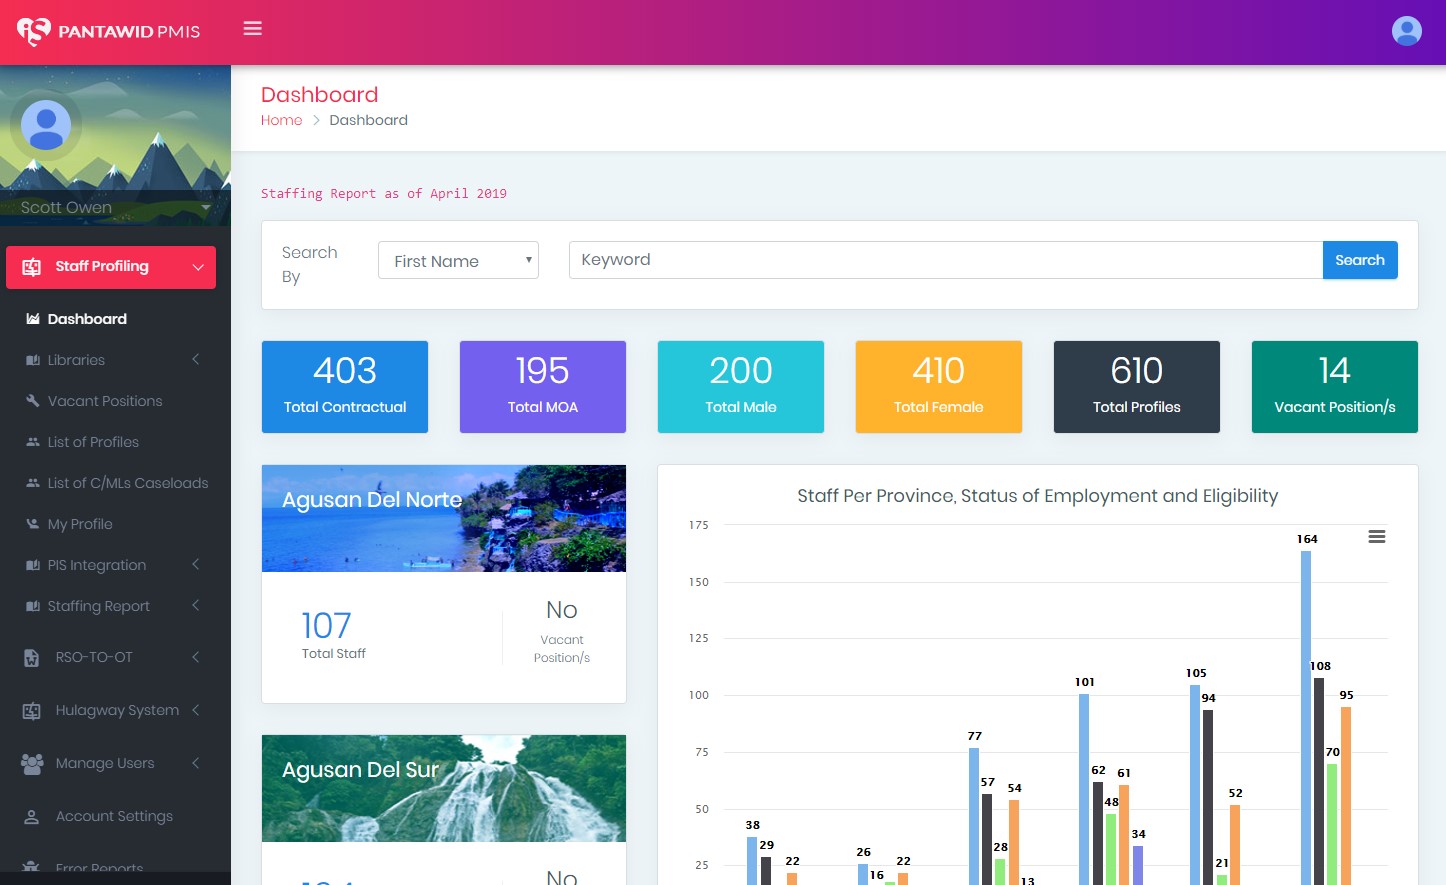 PANTAWID PMIS
Scott Owen
Staff Profiling
Dashboard
Libraries
Vacant Positions
List of Profiles
List of C/MLs Caseloads
My Profile
PIS Integration
Staffing Report
RSO-TO-OT
Hulagway System
Manage Users
Account Settings
Error Reports
Dashboard
Home > Dashboard
Staffing Report as of April 2019
Search By
First Name
Keyword
Search
403
Total Contractual
195
Total MOA
200
Total Male
410
Total Female
610
Total Profiles
14
Vacant Position/s
Agusan Del Norte
107
Total Staff
No
Vacant
Position/s
Agusan Del Sur
No
Staff Per Province, Status of Employment and Eligibility
175
150
125
100
75
50
25
38
29
22
26
16
22
77
57
28
54
13
101
62
48
61
34
105
94
21
52
164
108
70
95